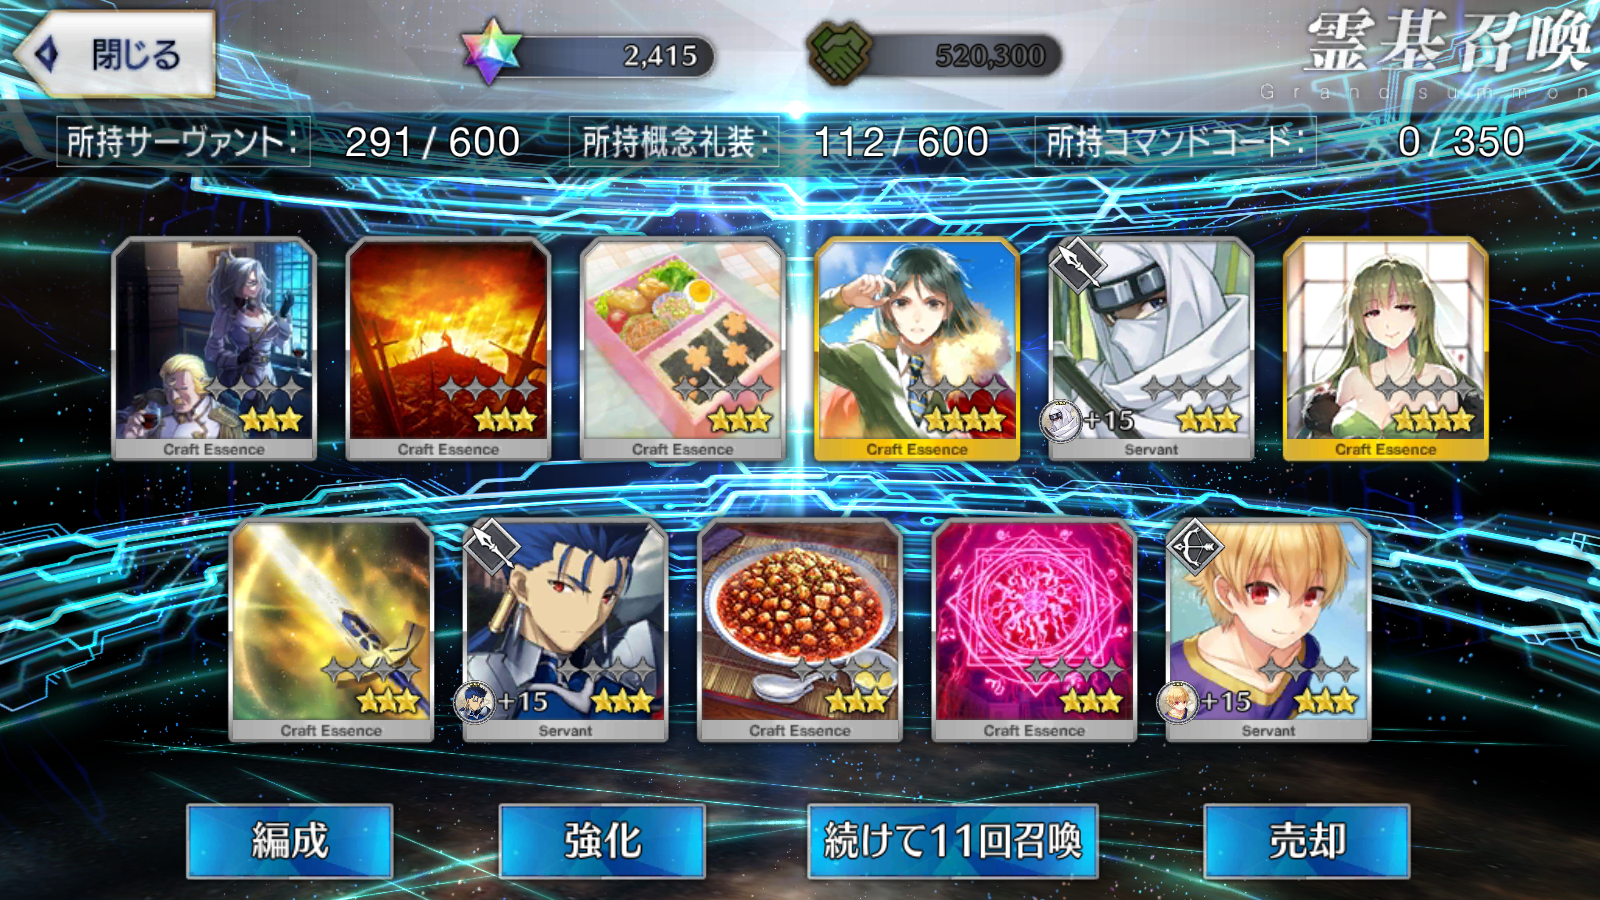 閉じる
2,415
520,300
霊基召喚
Grand summon
所持サーヴァント: 291 / 600
所持概念礼装: 112 / 600
所持コマンドコード: 0 / 350
Craft Essence
Craft Essence
Craft Essence
Craft Essence
+15
Servant
Craft Essence
Craft Essence
+15
Servant
Craft Essence
Craft Essence
+15
Servant
編成
強化
続けて11回召喚
売却